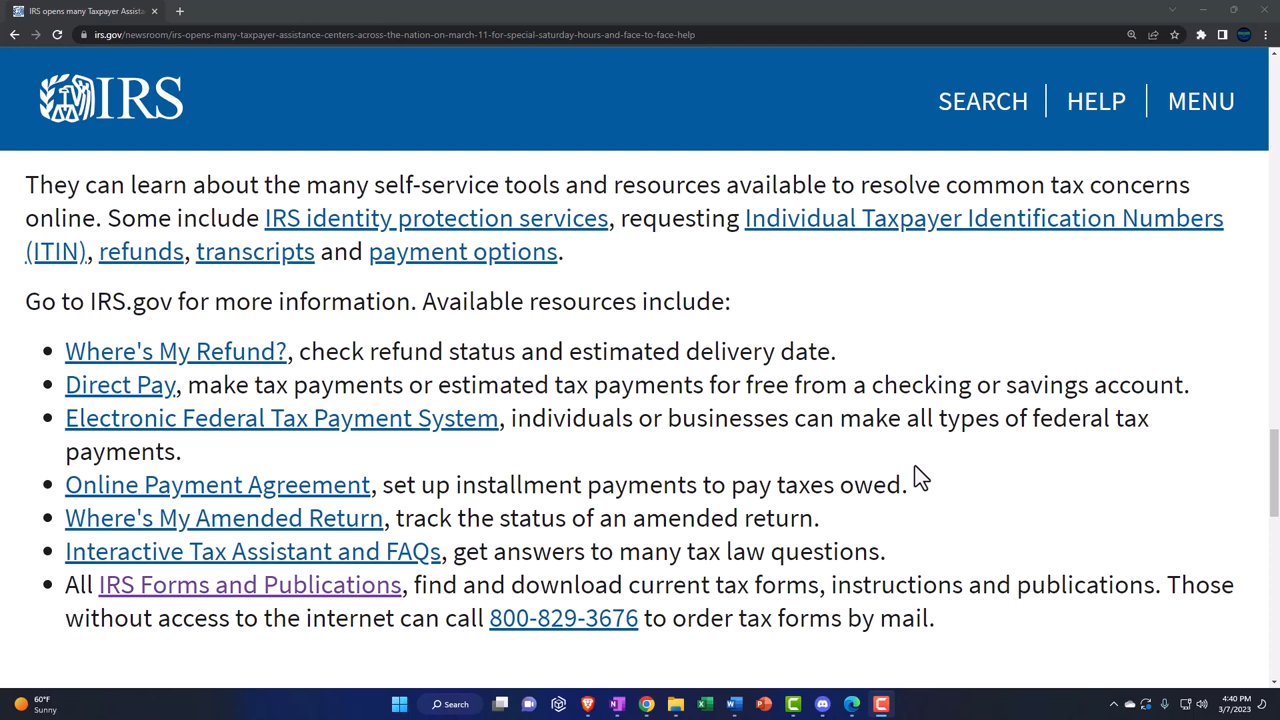 IRS opens many Taxpayer Assista
irs.gov/newsroom/irs-opens-many-taxpayer-assistance-centers-across-the-nation-on-march-11-for-special-saturday-hours-and-face-to-face-help
IRS
SEARCH HELP MENU
They can learn about the many self-service tools and resources available to resolve common tax concerns
online. Some include IRS identity protection services, requesting Individual Taxpayer Identification Numbers
(ITIN), refunds, transcripts and payment options.
Go to IRS.gov for more information. Available resources include:
• Where's My Refund?, check refund status and estimated delivery date.
• Direct Pay, make tax payments or estimated tax payments for free from a checking or savings account.
• Electronic Federal Tax Payment System, individuals or businesses can make all types of federal tax
payments.
• Online Payment Agreement, set up installment payments to pay taxes owed.
• Where's My Amended Return, track the status of an amended return.
• Interactive Tax Assistant and FAQs, get answers to many tax law questions.
• All IRS Forms and Publications, find and download current tax forms, instructions and publications. Those
without access to the internet can call 800-829-3676 to order tax forms by mail.
60°F
Sunny
Search
4:40 PM
3/7/2023